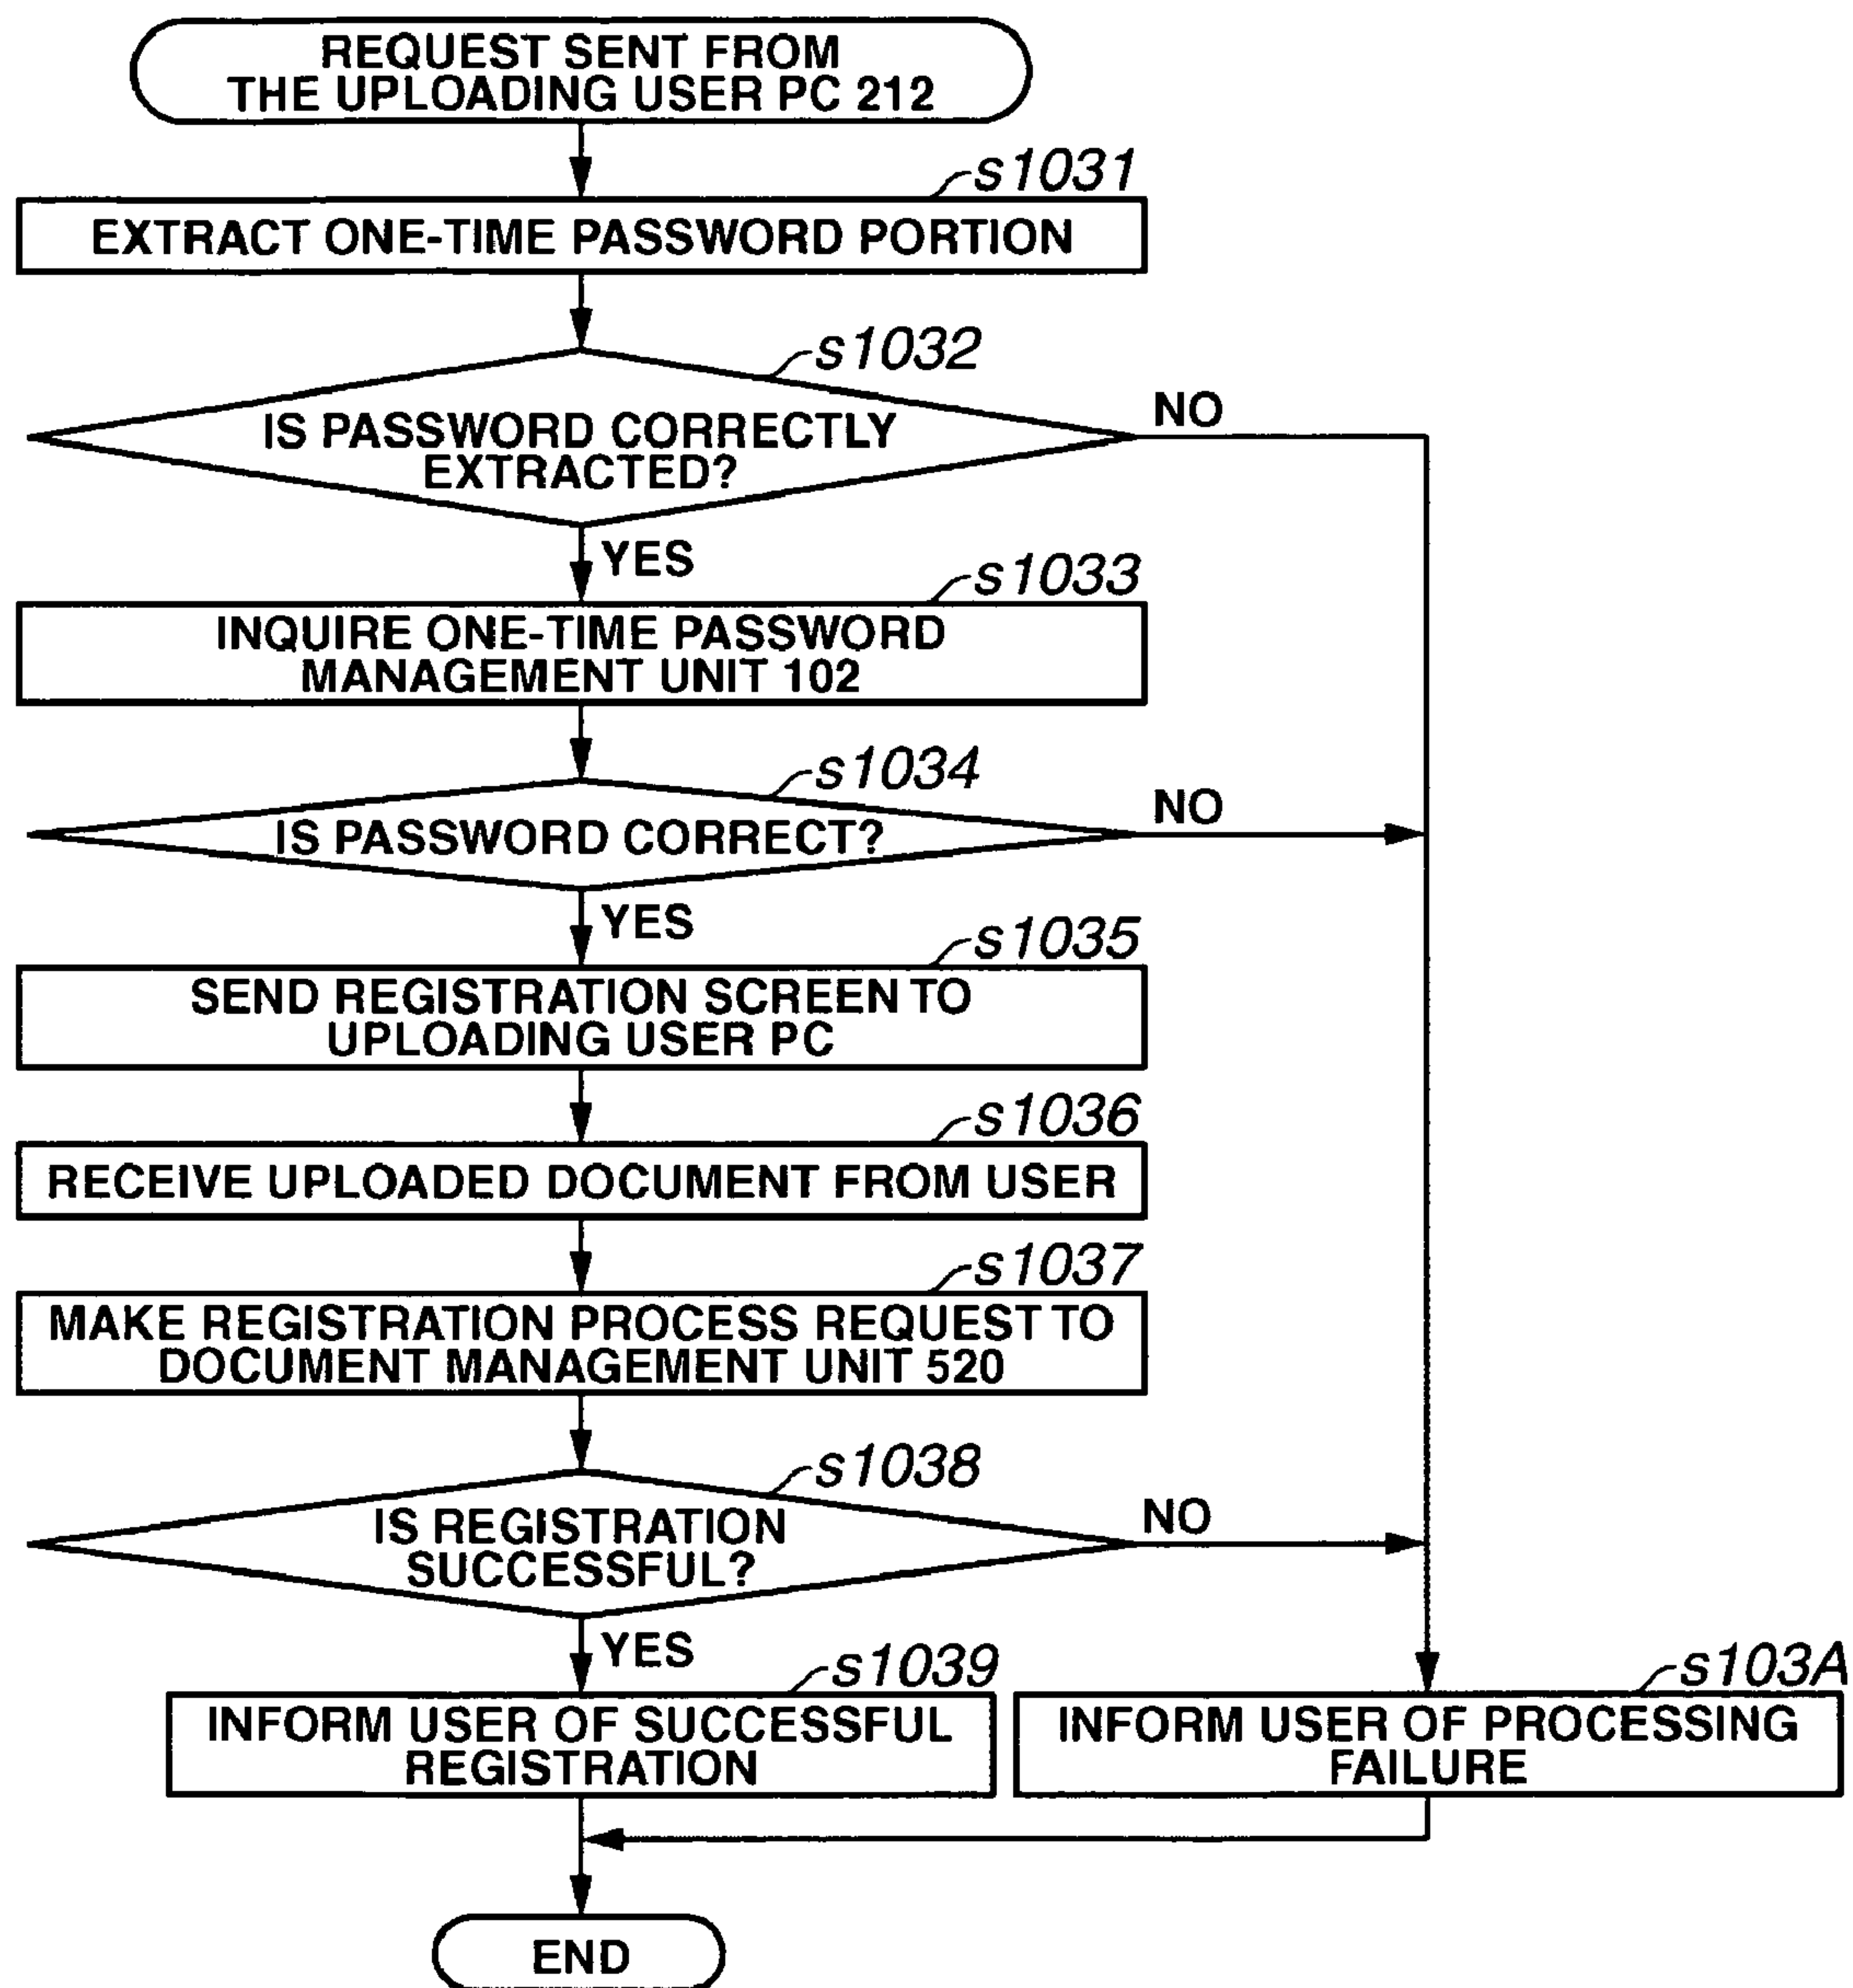 REQUEST SENT FROM
THE UPLOADING USER PC 212
s1031
EXTRACT ONE-TIME PASSWORD PORTION
s1032
IS PASSWORD CORRECTLY
EXTRACTED?
NO
YES
s1033
INQUIRE ONE-TIME PASSWORD
MANAGEMENT UNIT 102
s1034
IS PASSWORD CORRECT?
NO
YES
s1035
SEND REGISTRATION SCREEN TO
UPLOADING USER PC
s1036
RECEIVE UPLOADED DOCUMENT FROM USER
s1037
MAKE REGISTRATION PROCESS REQUEST TO
DOCUMENT MANAGEMENT UNIT 520
s1038
IS REGISTRATION
SUCCESSFUL?
NO
YES
s1039
INFORM USER OF SUCCESSFUL
REGISTRATION
s103A
INFORM USER OF PROCESSING
FAILURE
END